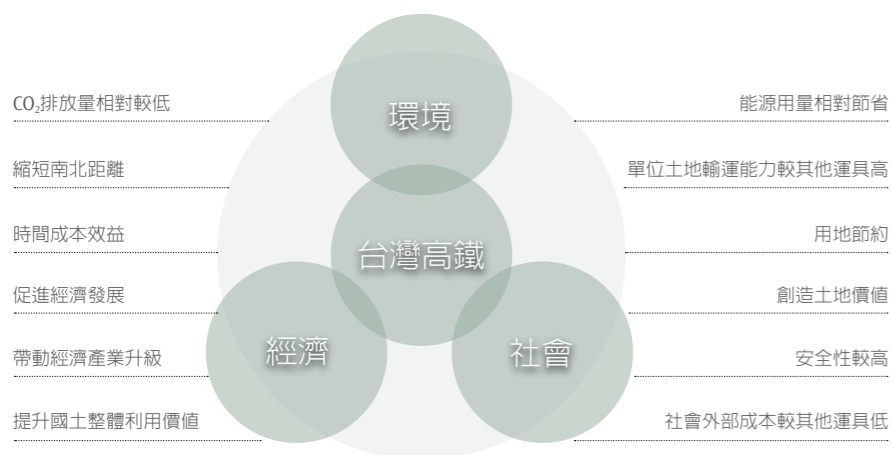 環境
CO₂排放量相對較低
能源用量相對節省
縮短南北距離
單位土地輸運能力較其他運具高
時間成本效益
用地節約
台灣高鐵
促進經濟發展
創造土地價值
經濟
社會
帶動經濟產業升級
安全性較高
提升國土整體利用價值
社會外部成本較其他運具低